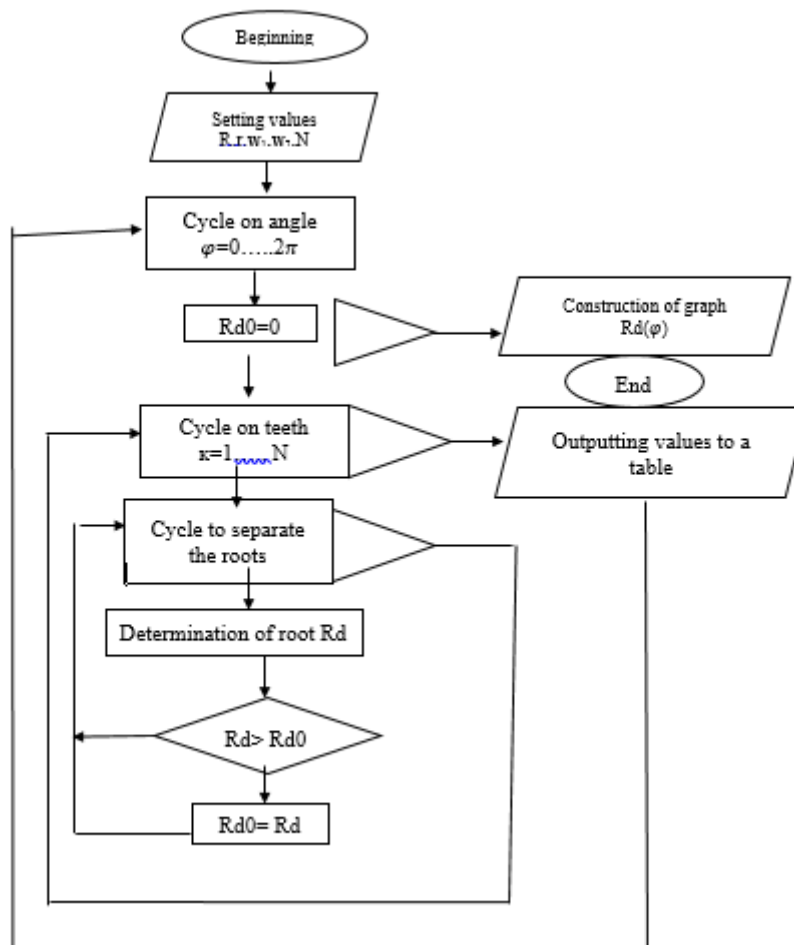 Beginning
Setting values
R.r.w₁.w₂.N
Cycle on angle
φ=0…..2π
Rd0=0
Construction of graph
Rd(φ)
End
Cycle on teeth
κ=1……N
Outputting values to a
table
Cycle to separate
the roots
Determination of root Rd
Rd> Rd0
Rd0= Rd